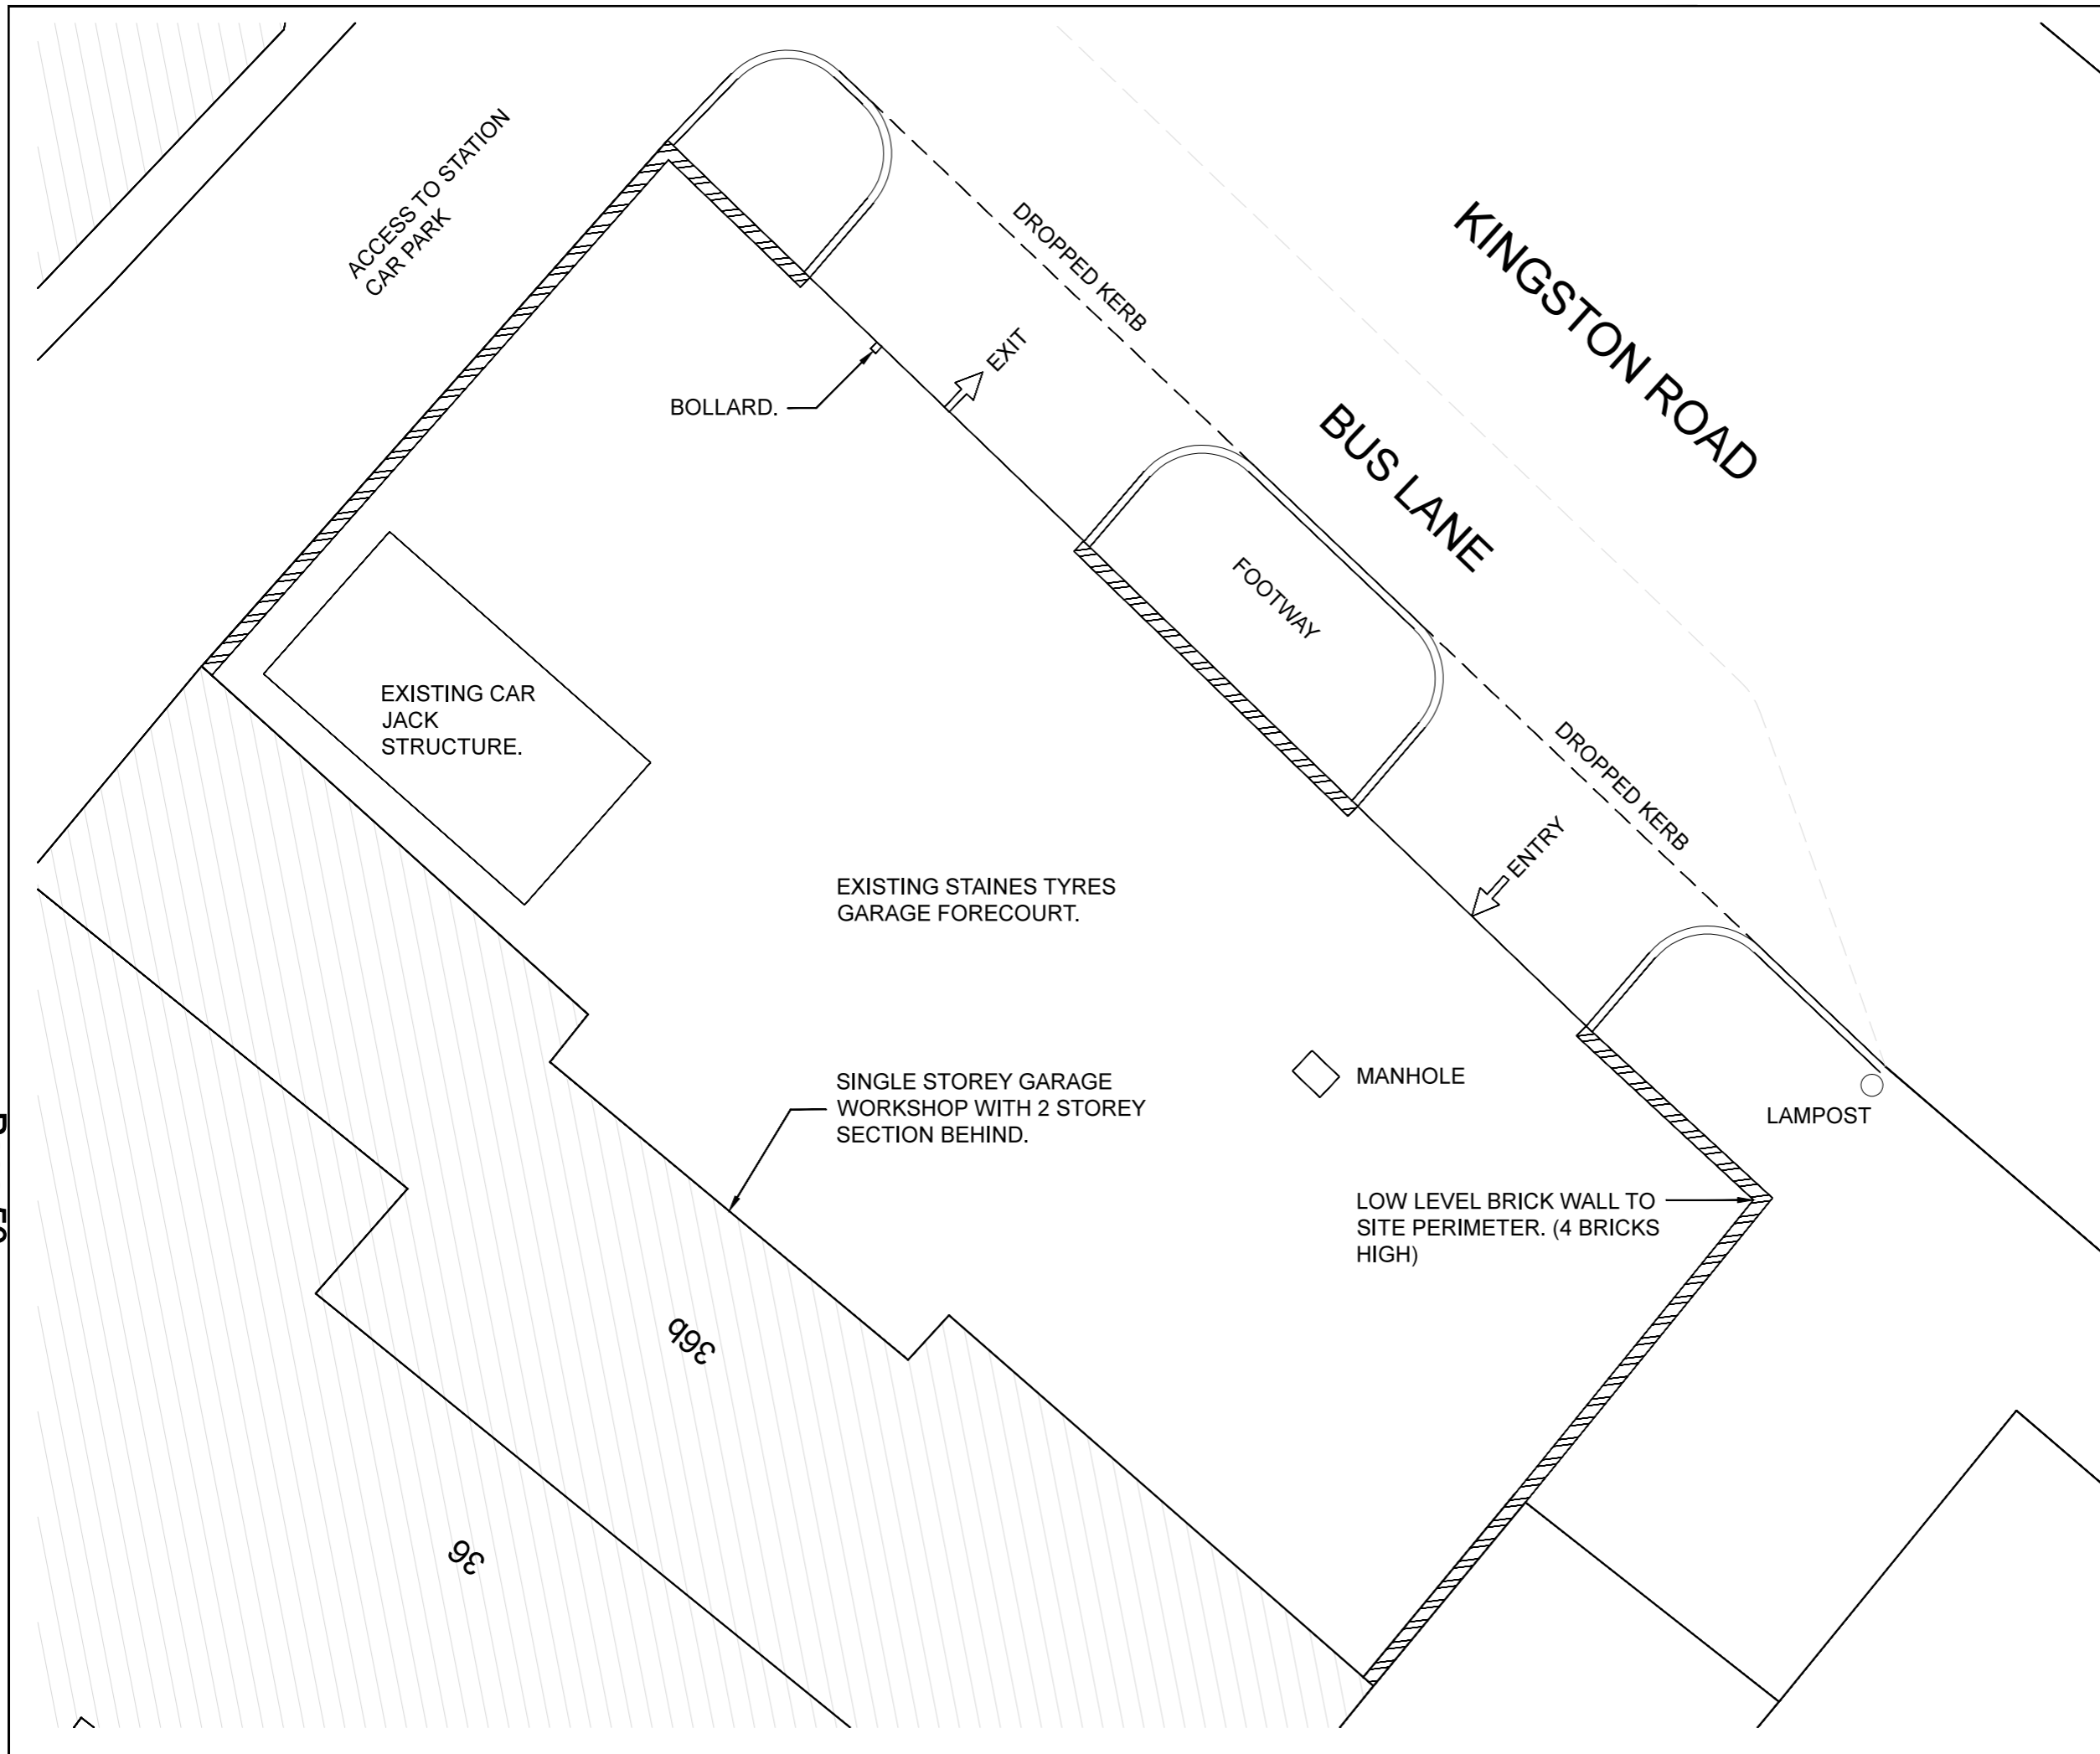 ACCESS TO STATION
CAR PARK
DROPPED KERB
KINGSTON ROAD
EXIT
BOLLARD.
BUS LANE
FOOTWAY
EXISTING CAR
JACK
STRUCTURE.
DROPPED KERB
ENTRY
EXISTING STAINES TYRES
GARAGE FORECOURT.
SINGLE STOREY GARAGE
WORKSHOP WITH 2 STOREY
SECTION BEHIND.
MANHOLE
LAMPOST
LOW LEVEL BRICK WALL TO
SITE PERIMETER. (4 BRICKS
HIGH)
36b
36